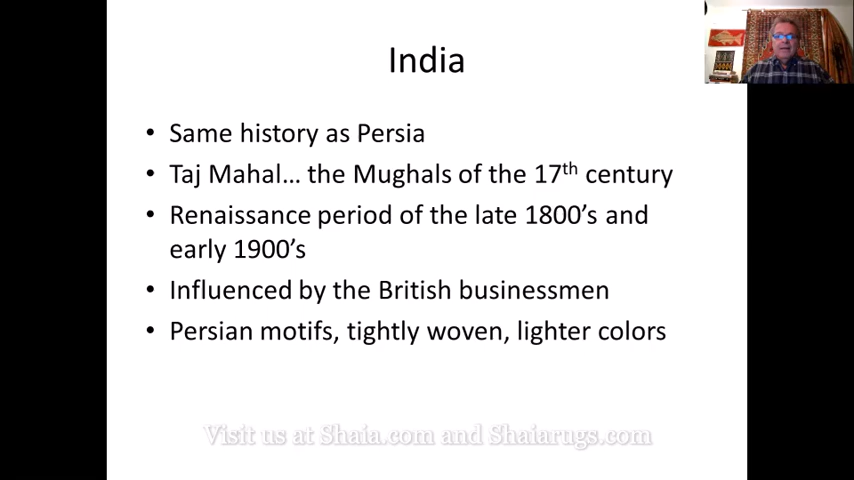 India
• Same history as Persia
• Taj Mahal… the Mughals of the 17th century
• Renaissance period of the late 1800’s and
early 1900’s
• Influenced by the British businessmen
• Persian motifs, tightly woven, lighter colors
Visit us at Shaia.com and Shaiarugs.com